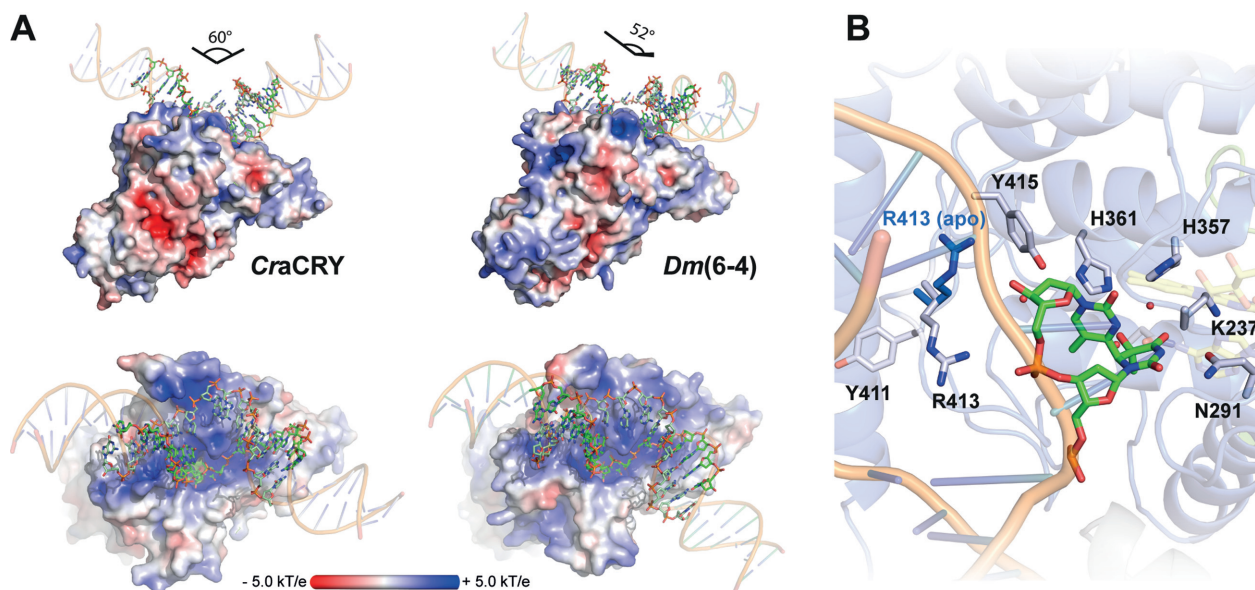 A
60°
52°
CraCRY
Dm(6-4)
- 5.0 kT/e
+ 5.0 kT/e
B
Y415
R413 (apo)
H361
H357
K237
Y411
R413
N291